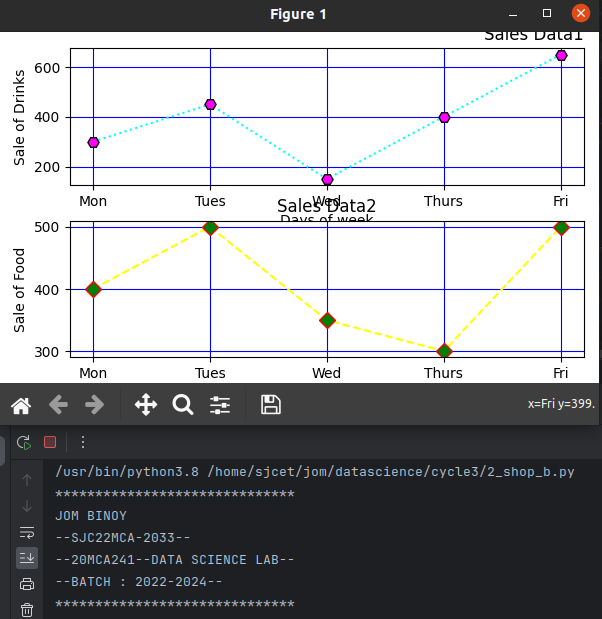 Figure 1
Sales Data1
Sale of Drinks
600
400
200
Mon Tues Wed Thurs Fri
Days of week
Sales Data2
Sale of Food
500
400
300
Mon Tues Wed Thurs Fri
x=Fri y=399.
/usr/bin/python3.8 /home/sjcet/jom/datascience/cycle3/2_shop_b.py
******************************
JOM BINOY
--SJC22MCA-2033--
--20MCA241--DATA SCIENCE LAB--
--BATCH : 2022-2024--
******************************